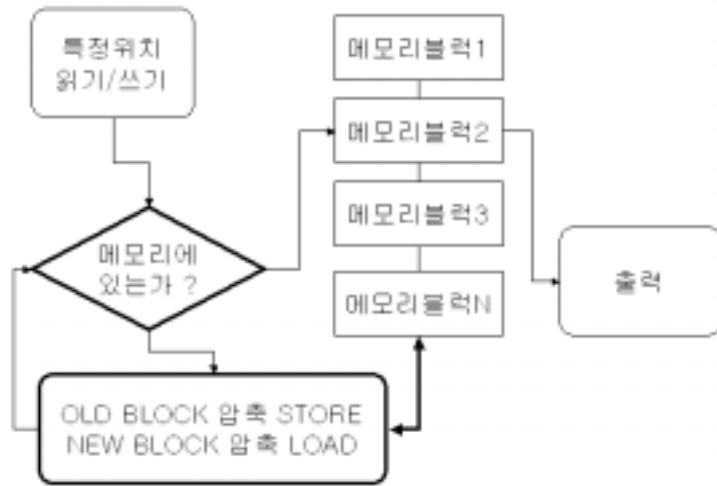 특정위치
읽기/쓰기
메모리블럭1
메모리블럭2
메모리블럭3
메모리블럭N
메모리에
있는가 ?
출력
OLD BLOCK 압축 STORE
NEW BLOCK 압축 LOAD